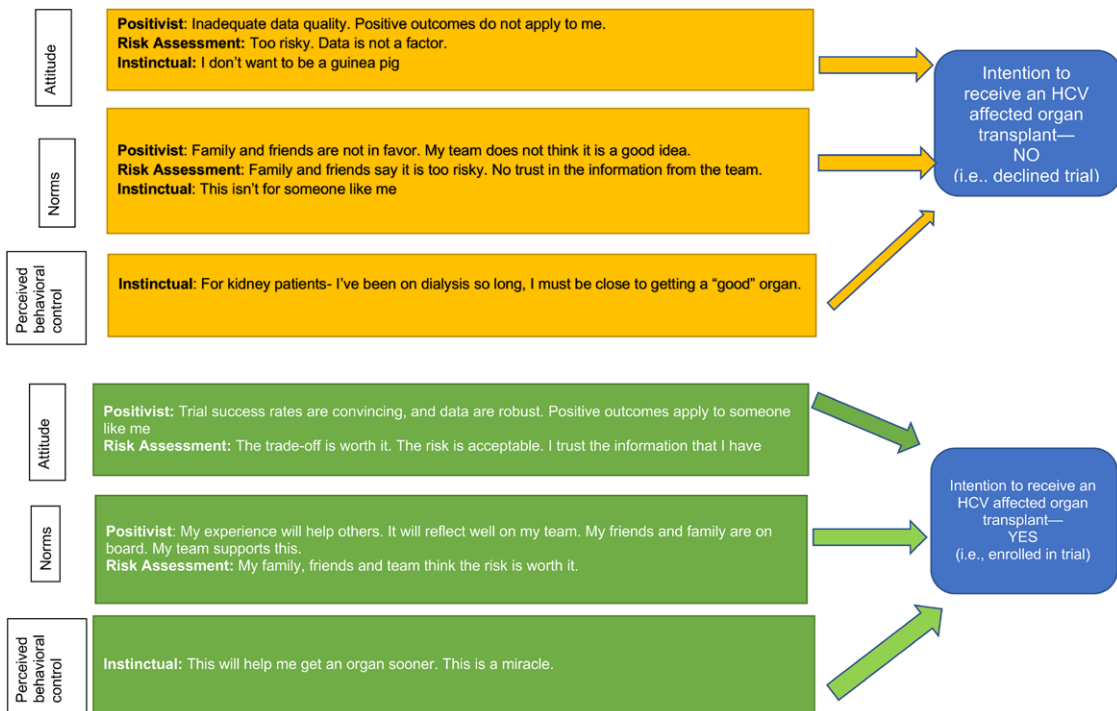 Attitude
Positivist: Inadequate data quality. Positive outcomes do not apply to me.
Risk Assessment: Too risky. Data is not a factor.
Instinctual: I don't want to be a guinea pig
Norms
Positivist: Family and friends are not in favor. My team does not think it is a good idea.
Risk Assessment: Family and friends say it is too risky. No trust in the information from the team.
Instinctual: This isn't for someone like me
Perceived
behavioral
control
Instinctual: For kidney patients- I've been on dialysis so long, I must be close to getting a “good” organ.
Intention to
receive an HCV
affected organ
transplant—
NO
(i.e., declined trial)
Attitude
Positivist: Trial success rates are convincing, and data are robust. Positive outcomes apply to someone
like me
Risk Assessment: The trade-off is worth it. The risk is acceptable. I trust the information that I have
Norms
Positivist: My experience will help others. It will reflect well on my team. My friends and family are on
board. My team supports this.
Risk Assessment: My family, friends and team think the risk is worth it.
Perceived
behavioral
control
Instinctual: This will help me get an organ sooner. This is a miracle.
Intention to receive an
HCV affected organ
transplant—
YES
(i.e., enrolled in trial)